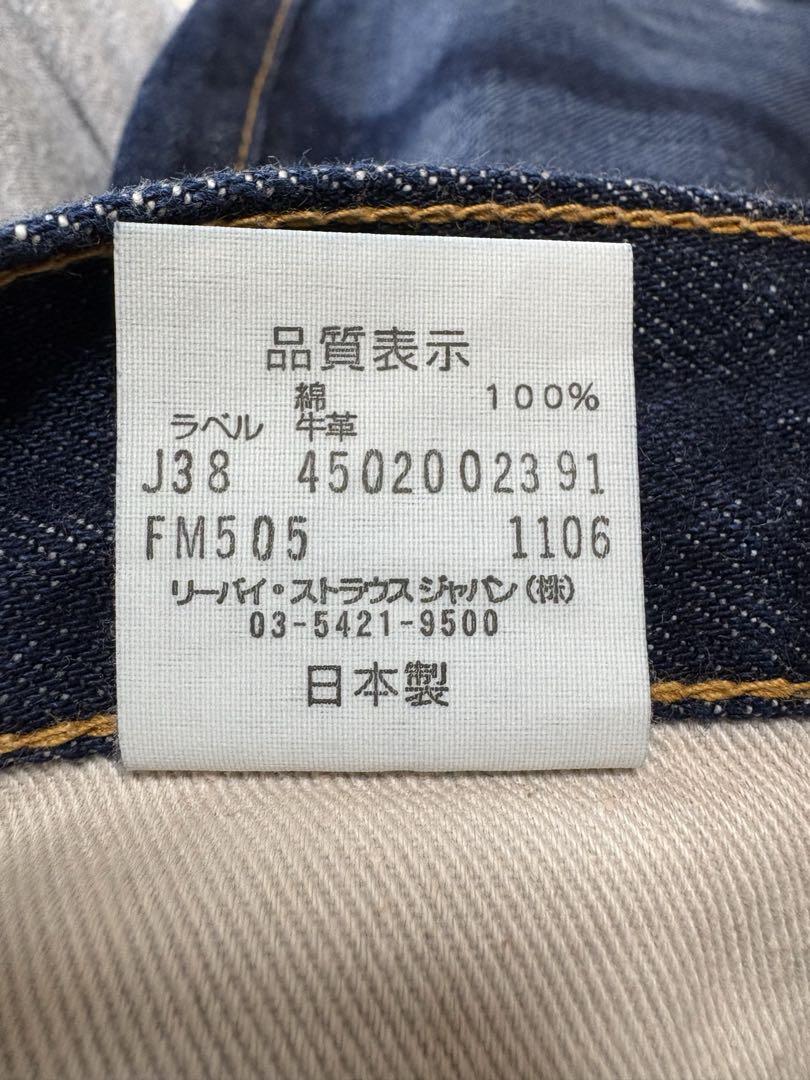 品質表示
綿 100%
ラベル 牛革
J38 45020002391
FM505 1106
リーバイ・ストラウスジャパン(株)
03-5421-9500
日本製